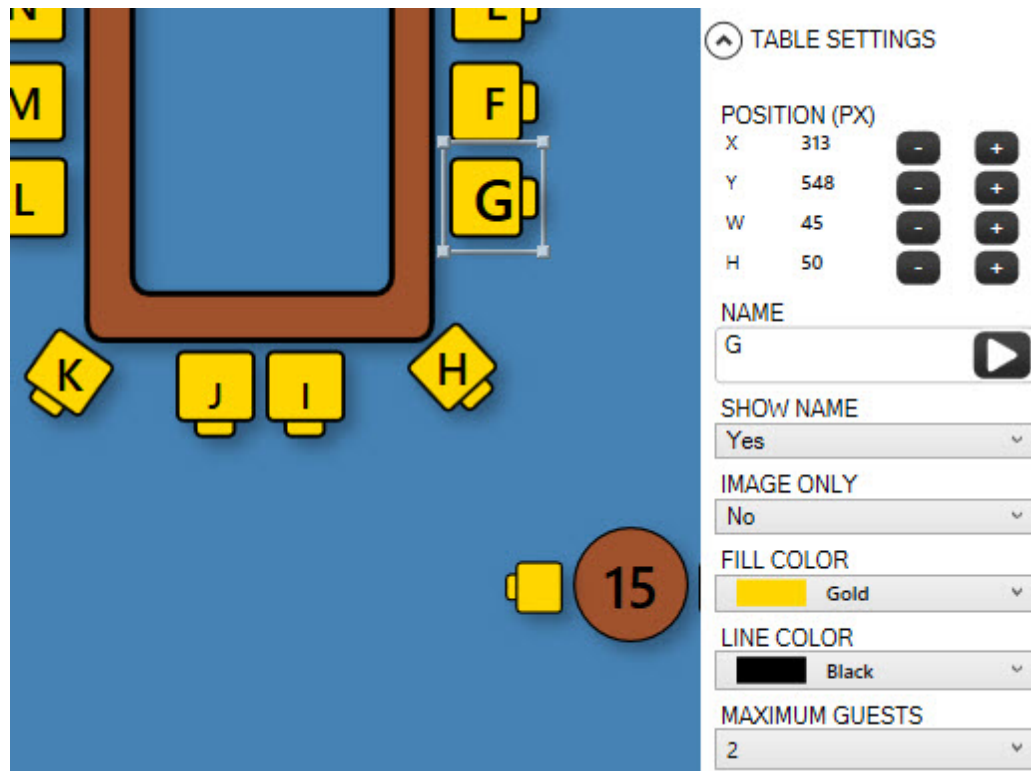 N
E
M
F
L
G
K
J
I
H
15
TABLE SETTINGS
POSITION (PX)
X 313 - +
Y 548 - +
W 45 - +
H 50 - +
NAME
G
SHOW NAME
Yes
IMAGE ONLY
No
FILL COLOR
Gold
LINE COLOR
Black
MAXIMUM GUESTS
2